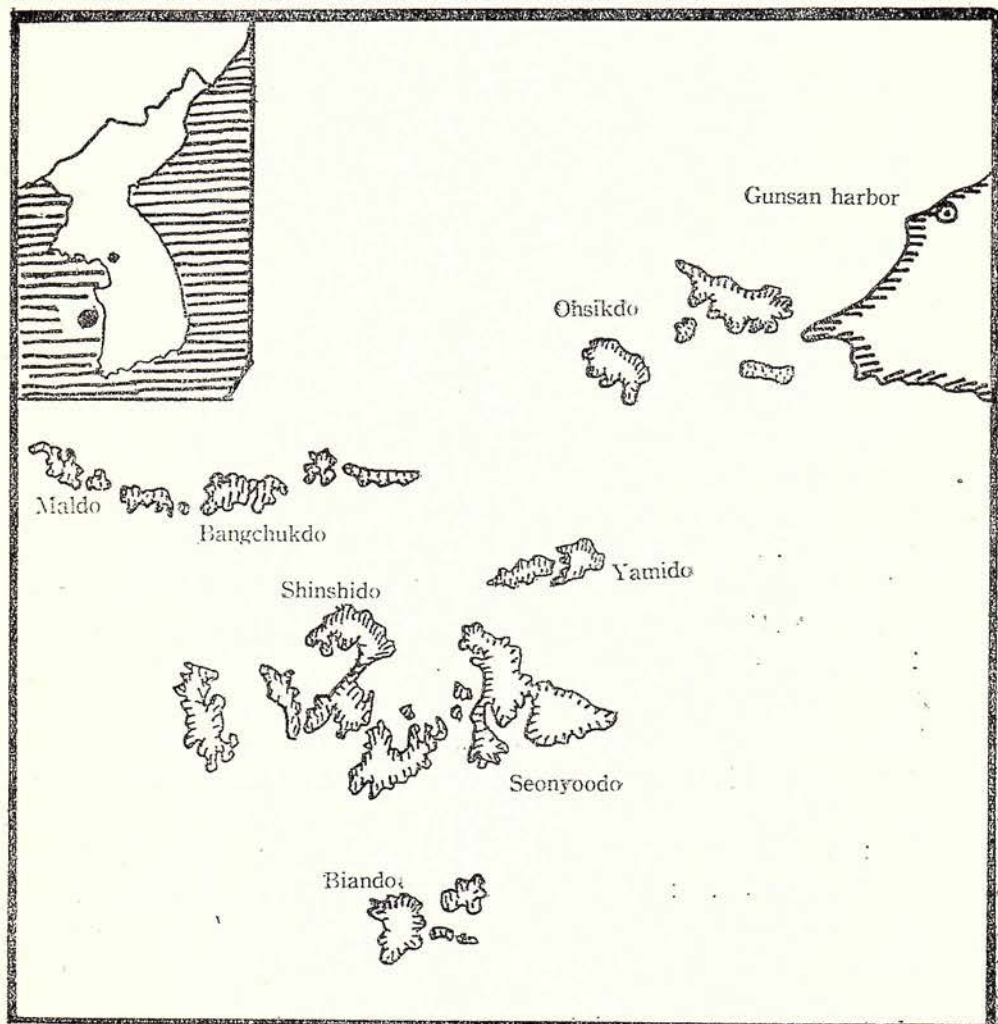 Gunsan harbor
Ohsikdo
Maldo
Bangchukdo
Yamido
Shinshido
Seonyoodo
Biando